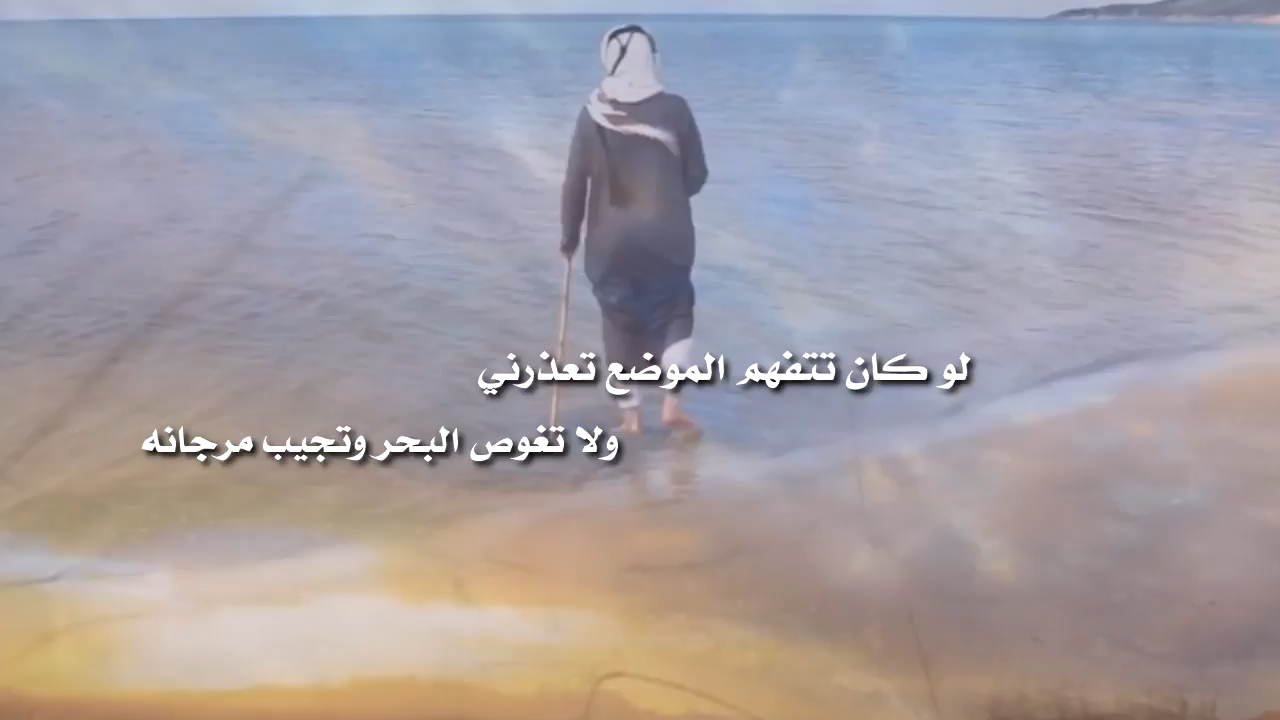 لو كان تتفهم الموضع تعذرني
ولا تغوص البحر وتجيب مرجانه